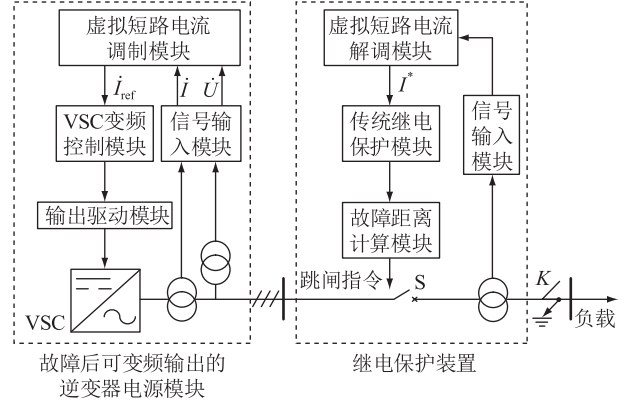 虚拟短路电流
调制模块
İref
İ
U̇
VSC变频
控制模块
信号输
入模块
输出驱动模块
VSC
故障后可变频输出的
逆变器电源模块
虚拟短路电流
解调模块
I*
传统继电
保护模块
信号
输入
模块
故障距离
计算模块
跳闸指令
S
K
负载
继电保护装置